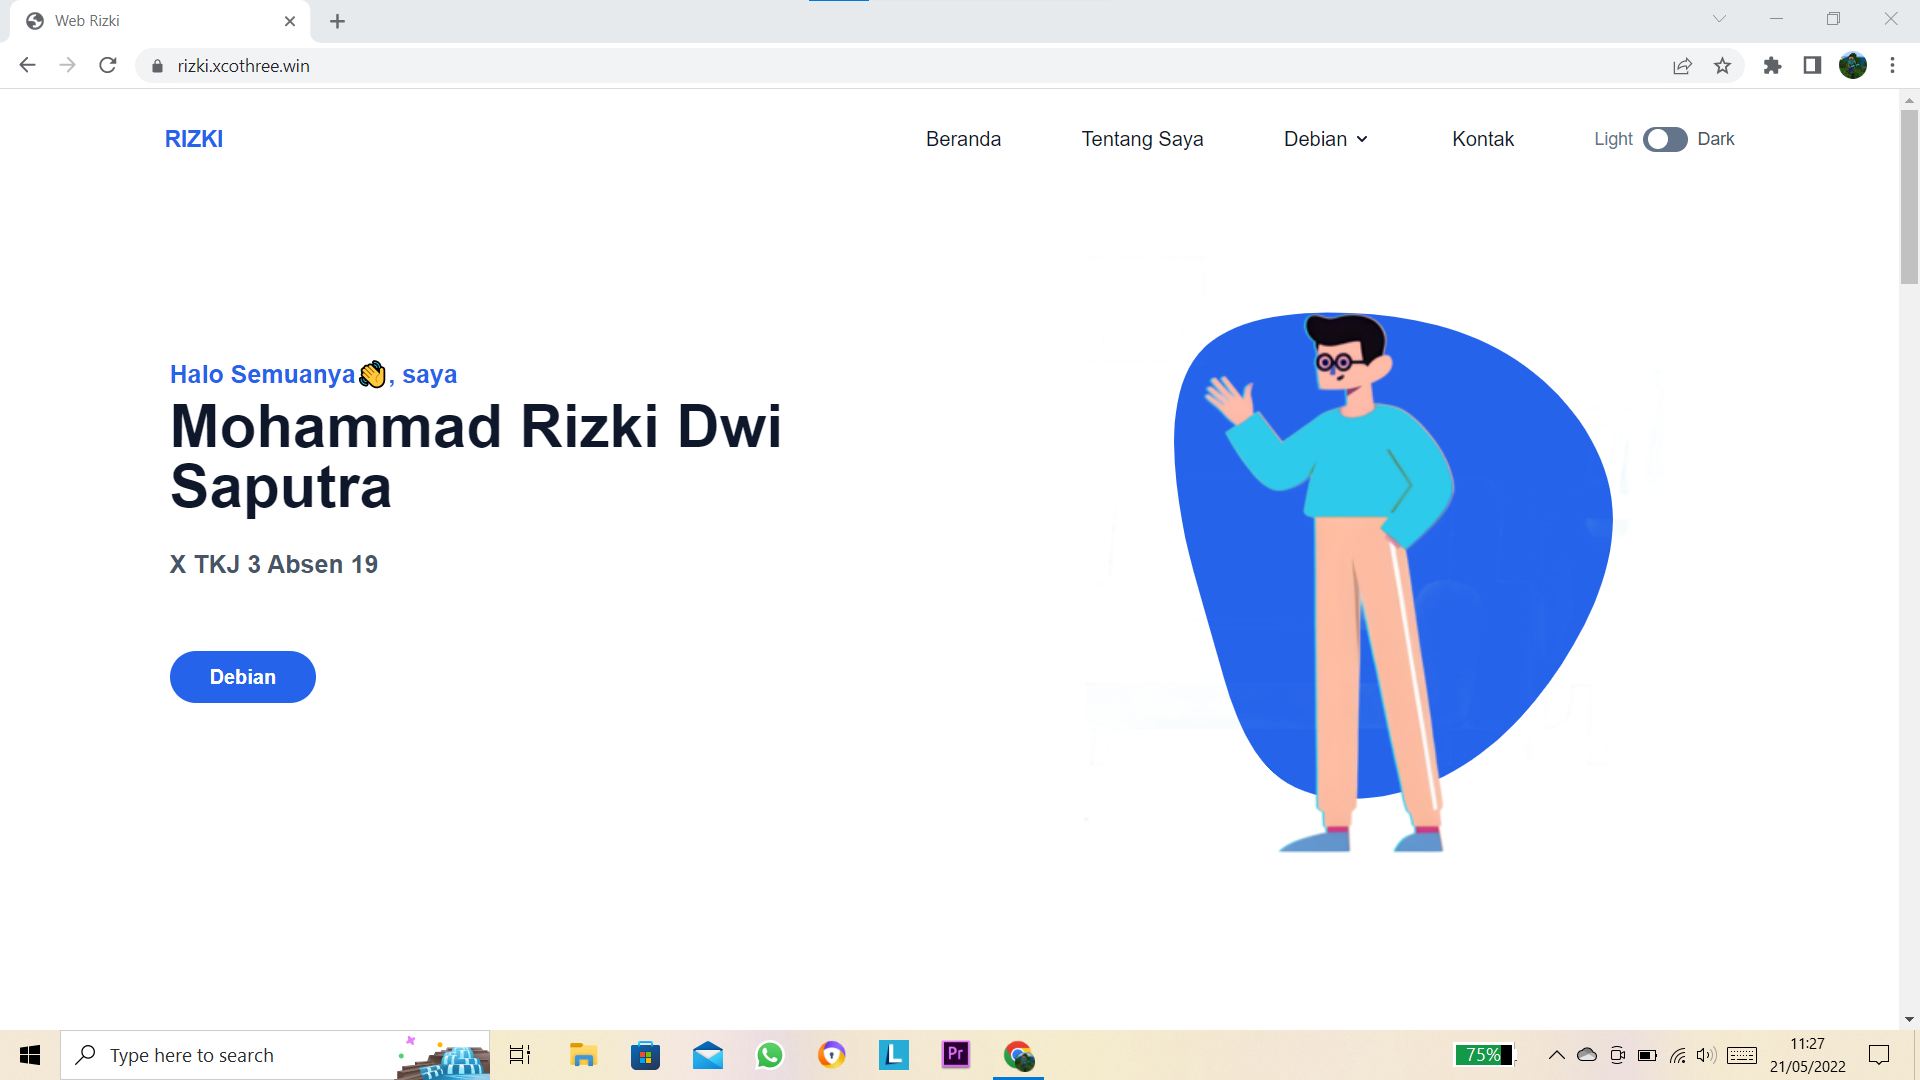 Web Rizki
rizki.xcothree.win
RIZKI
Beranda
Tentang Saya
Debian
Kontak
Light
Dark
Halo Semuanya👋, saya
Mohammad Rizki Dwi
Saputra
X TKJ 3 Absen 19
Debian
Type here to search
L
Pr
75%
11:27
21/05/2022